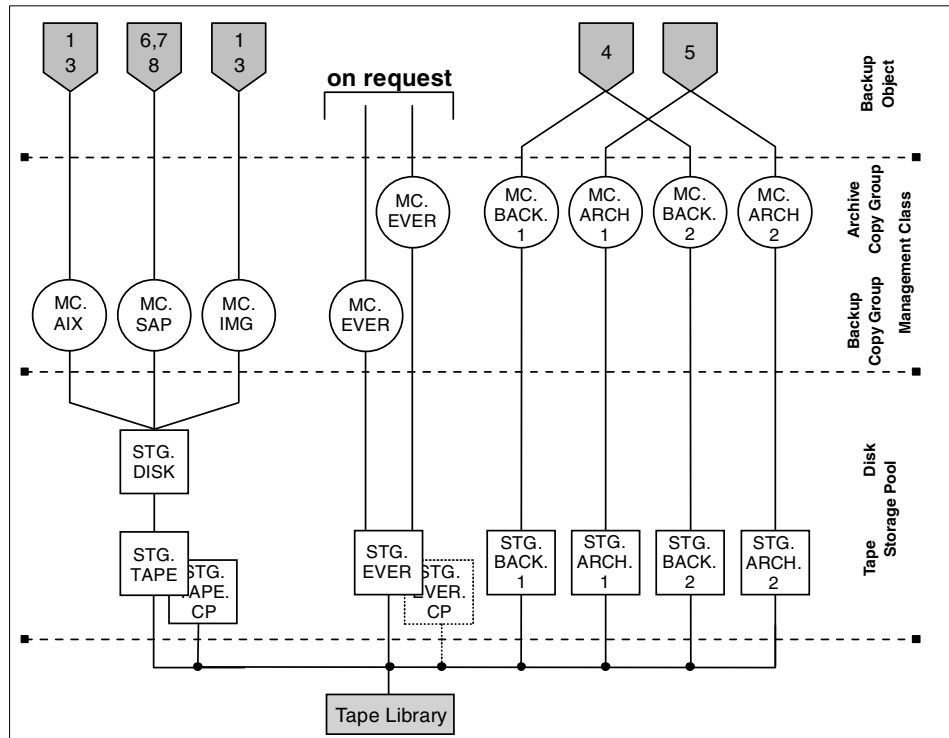 1
3
6,7
8
1
3
on request
4
5
Backup
Object
MC.
EVER
MC.
BACK.
1
MC.
ARCH
1
MC.
BACK.
2
MC.
ARCH
2
Archive
Copy Group
MC.
AIX
MC.
SAP
MC.
IMG
MC.
EVER
Backup
Copy Group
Management Class
STG.
DISK
Disk
STG.
TAPE
STG.
TAPE.
CP
STG.
EVER
STG.
EVER.
CP
STG.
BACK.
1
STG.
ARCH.
1
STG.
BACK.
2
STG.
ARCH.
2
Tape
Storage Pool
Tape Library